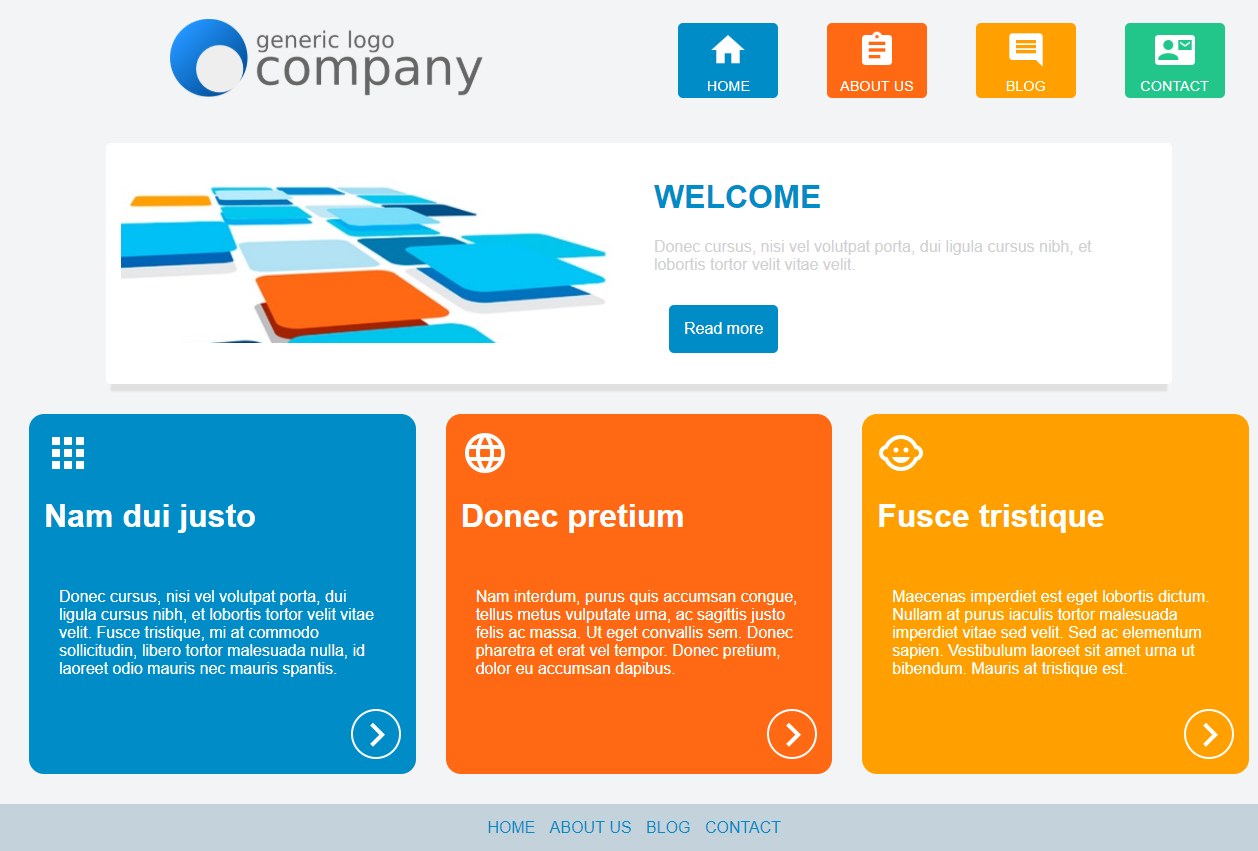 generic logo
company
HOME
ABOUT US
BLOG
CONTACT
WELCOME
Donec cursus, nisi vel volutpat porta, dui ligula cursus nibh, et
lobortis tortor velit vitae velit.
Read more
Nam dui justo
Donec cursus, nisi vel volutpat porta, dui
ligula cursus nibh, et lobortis tortor velit vitae
velit. Fusce tristique, mi at commodo
sollicitudin, libero tortor malesuada nulla, id
laoreet odio mauris nec mauris spantis.
Donec pretium
Nam interdum, purus quis accumsan congue,
tellus metus vulputate urna, ac sagittis justo
felis ac massa. Ut eget convallis sem. Donec
pharetra et erat vel tempor. Donec pretium,
dolor eu accumsan dapibus.
Fusce tristique
Maecenas imperdiet est eget lobortis dictum.
Nullam at purus iaculis tortor malesuada
imperdiet vitae sed velit. Sed ac elementum
sapien. Vestibulum laoreet sit amet urna ut
bibendum. Mauris at tristique est.
HOME ABOUT US BLOG CONTACT